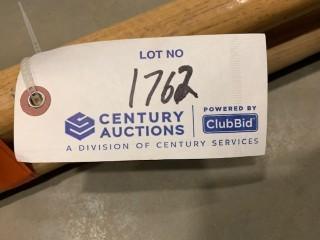 LOT NO
1762
CENTURY AUCTIONS
POWERED BY
ClubBid
A DIVISION OF CENTURY SERVICES